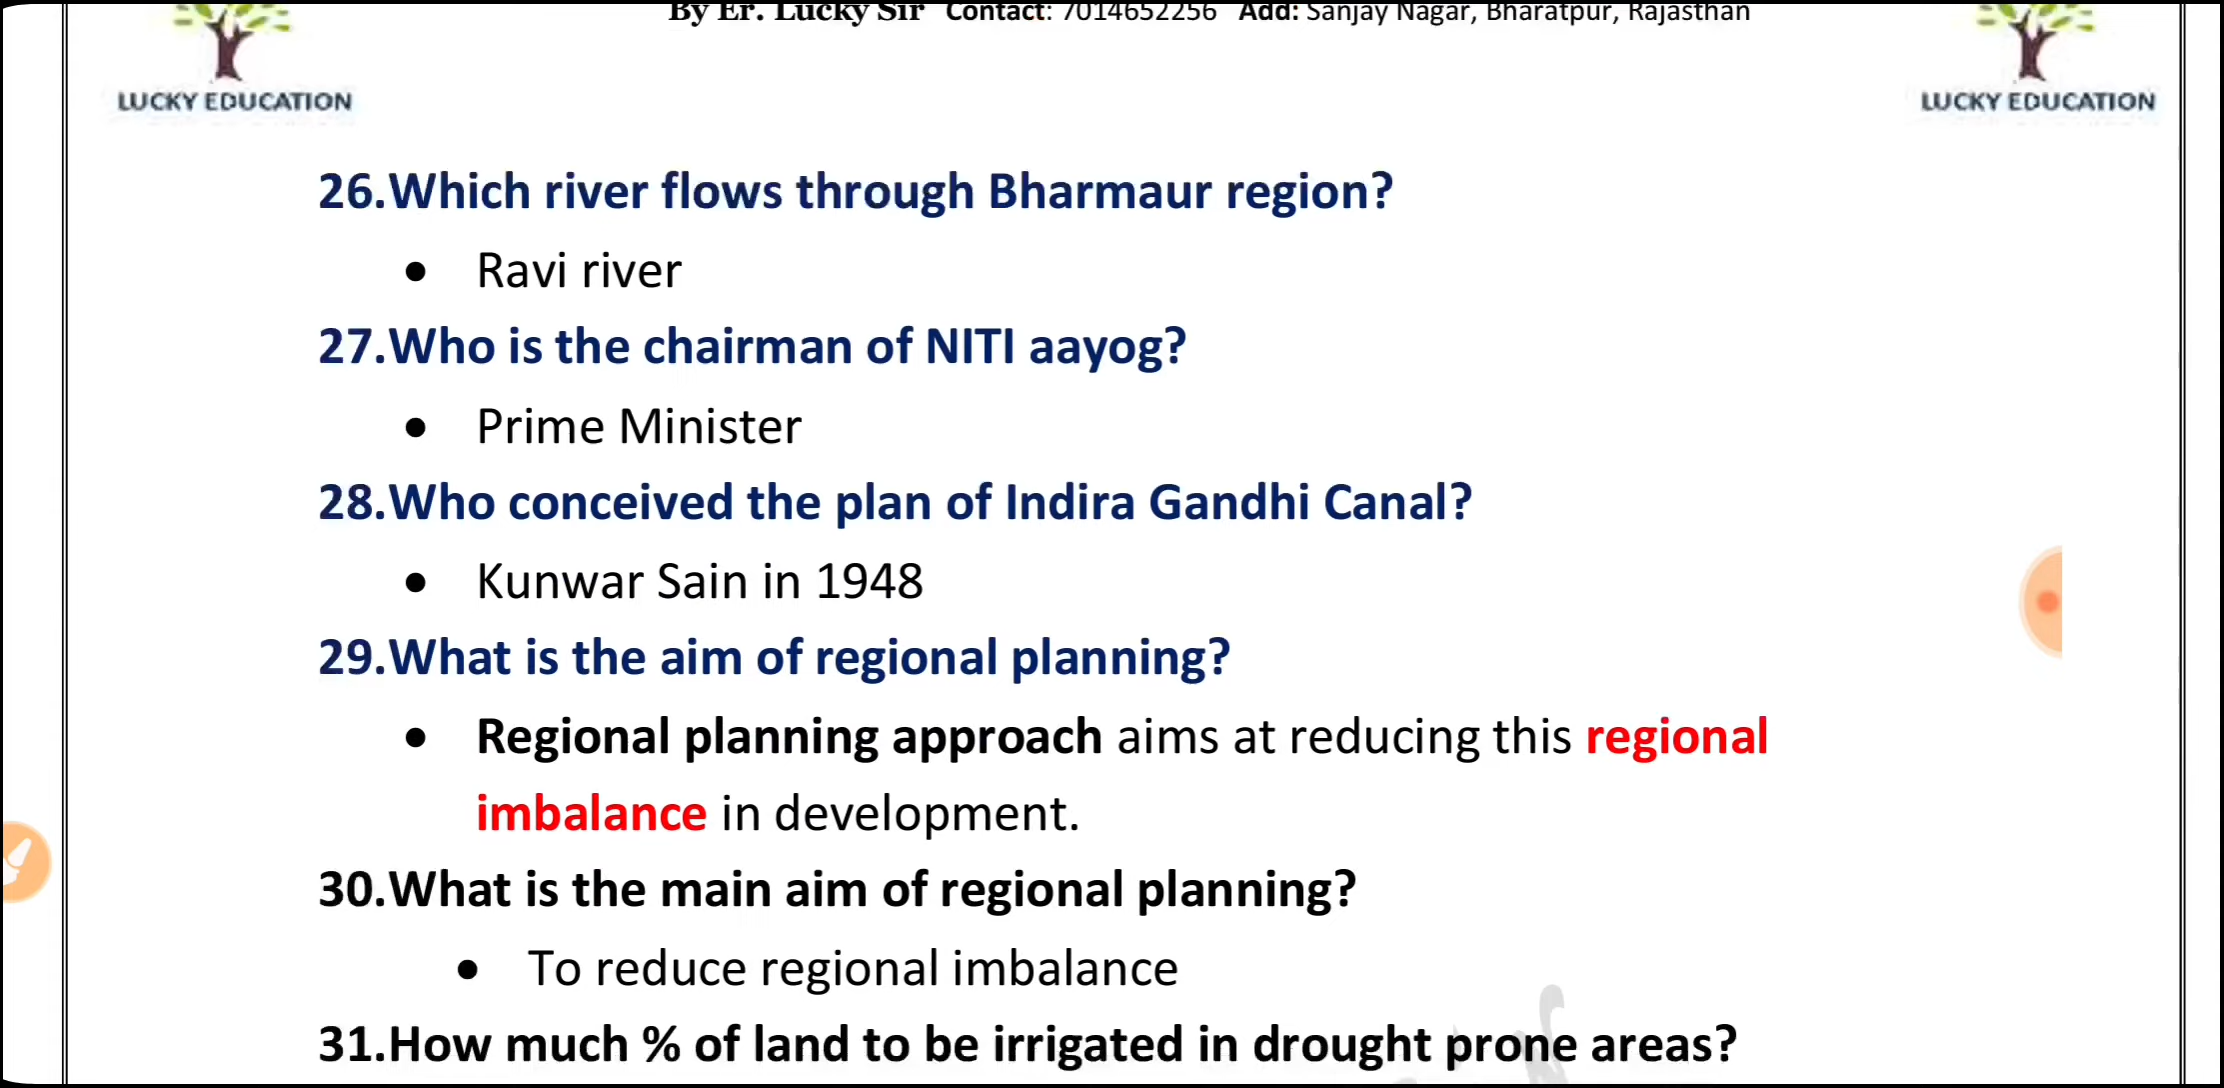 By Er. Lucky Sir Contact: 7014652256 Add: Sanjay Nagar, Bharatpur, Rajasthan
LUCKY EDUCATION
LUCKY EDUCATION
26.Which river flows through Bharmaur region?
• Ravi river
27.Who is the chairman of NITI aayog?
• Prime Minister
28.Who conceived the plan of Indira Gandhi Canal?
• Kunwar Sain in 1948
29.What is the aim of regional planning?
• Regional planning approach aims at reducing this regional
imbalance in development.
30.What is the main aim of regional planning?
• To reduce regional imbalance
31.How much % of land to be irrigated in drought prone areas?